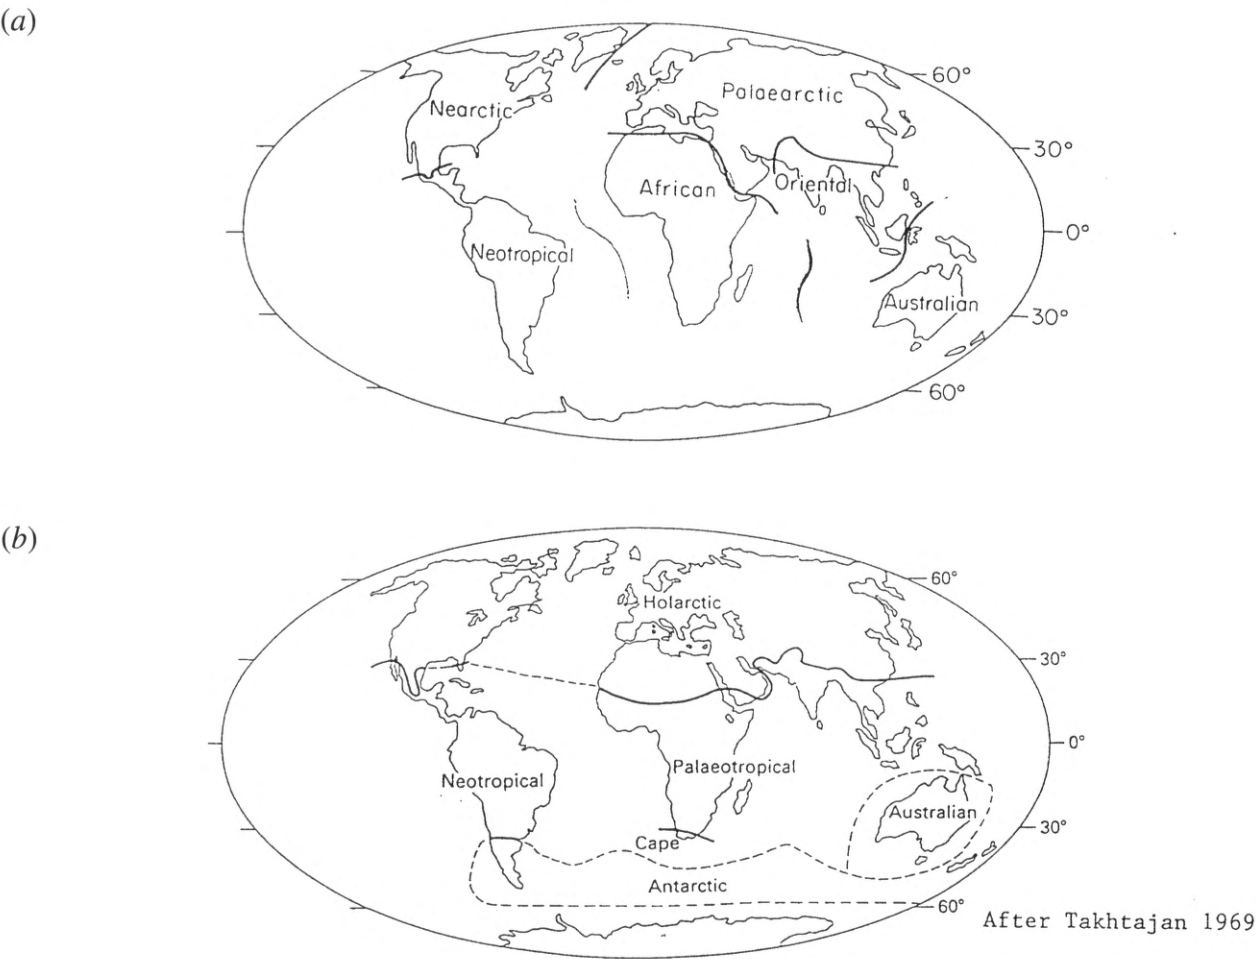 (a)
60°
Nearctic
Palaearctic
30°
African
Oriental
0°
Neotropical
Australian
30°
60°
(b)
60°
Holarctic
30°
0°
Neotropical
Palaeotropical
Australian
30°
Cape
Antarctic
60°
After Takhtajan 1969